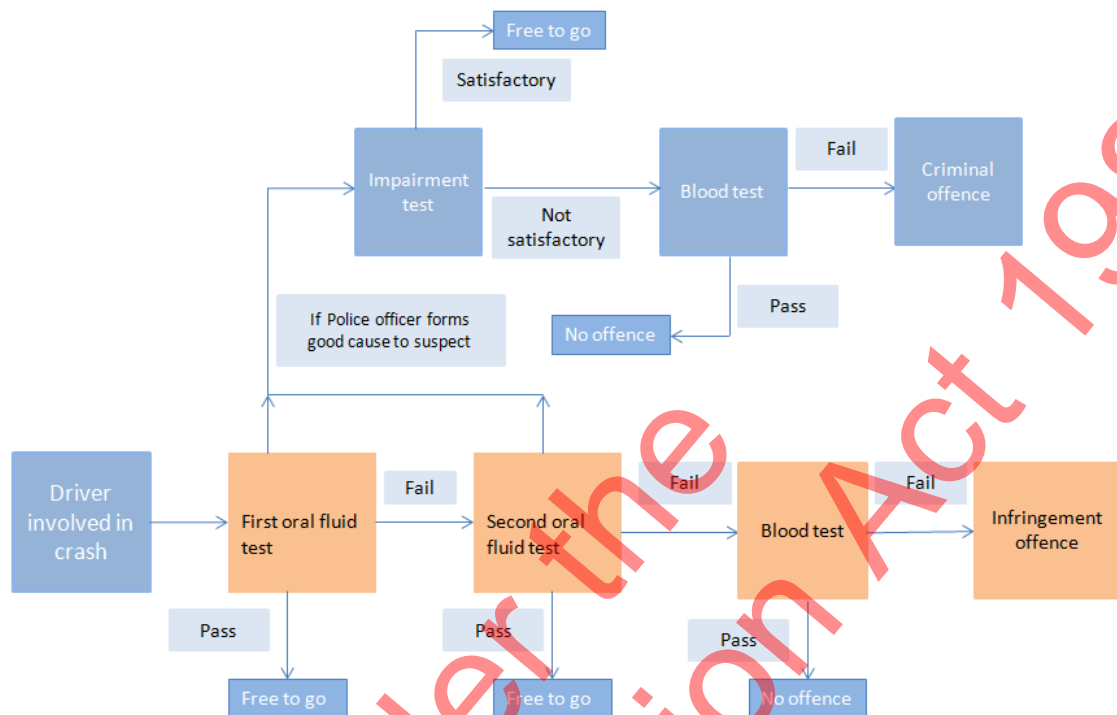 Free to go
Satisfactory
Impairment
test
Not
satisfactory
Blood test
Fail
Criminal
offence
Pass
No offence
If Police officer forms
good cause to suspect
Driver
involved in
crash
First oral fluid
test
Fail
Second oral
fluid test
Fail
Blood test
Fail
Infringement
offence
Pass
Free to go
Pass
Free to go
Pass
No offence
the
Act 19